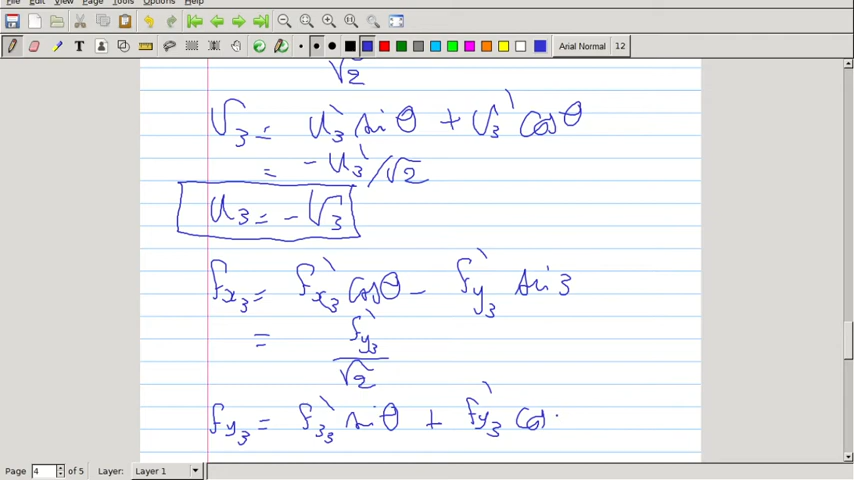 File Edit View Page Tools Options Help
Arial Normal 12
√2
V3 = u3` sin θ + V3` cos θ
= - u3` / √2
u3 = - V3
fx3 = fx3` cos θ - fy3` sin 3
= fy3` / √2
fy3 = f33` sin θ + fy3` cos
Page 4 of 5 Layer: Layer 1